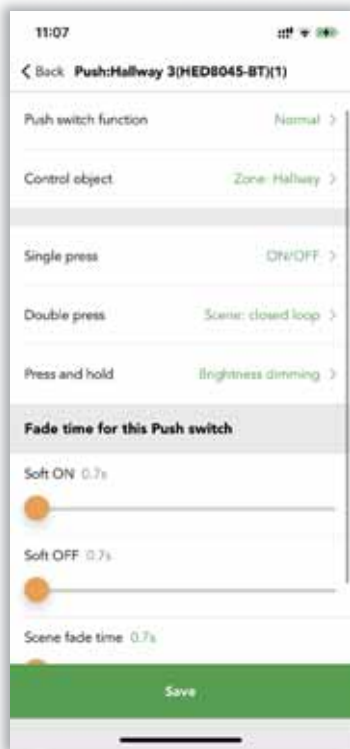 11:07
Back Push:Hallway 3(HED8045-BT)(1)
Push switch function Normal
Control object Zone: Hallway
Single press ON/OFF
Double press Scene: closed loop
Press and hold Brightness dimming
Fade time for this Push switch
Soft ON 0.7s
Soft OFF 0.7s
Scene fade time 0.7s
Save